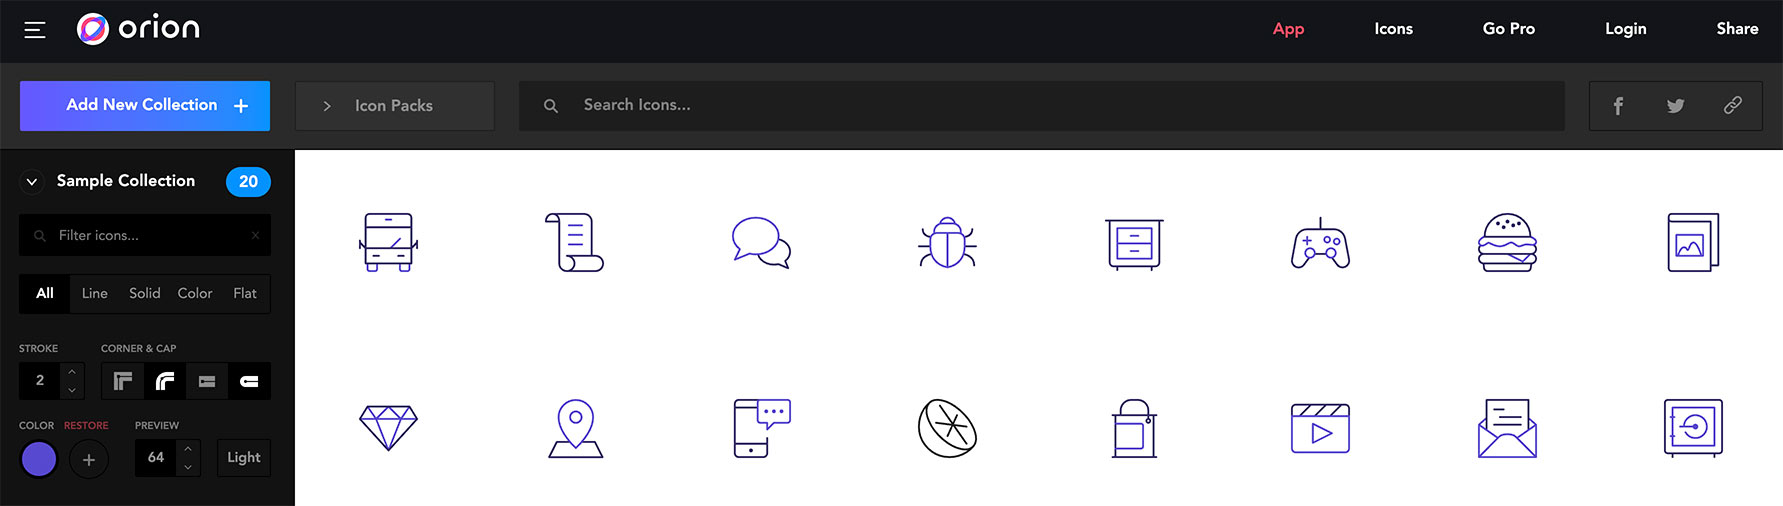 orion
App Icons Go Pro Login Share
Add New Collection +
Icon Packs
Search Icons...
Sample Collection 20
Filter icons...
All Line Solid Color Flat
STROKE CORNER & CAP
2
COLOR RESTORE PREVIEW
64 Light